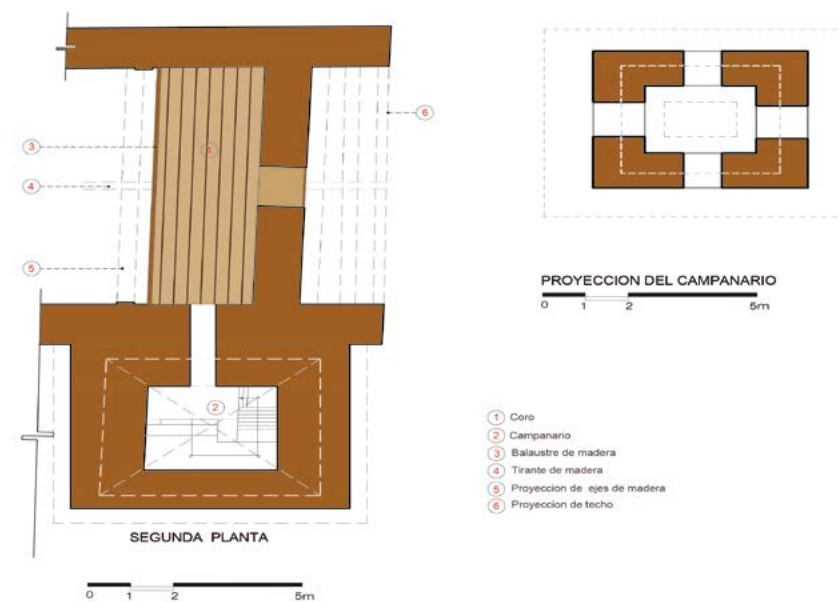 1
6
3
4
5
2
SEGUNDA PLANTA
0 1 2 5m
PROYECCION DEL CAMPANARIO
0 1 2 5m
1 Coro
2 Campanario
3 Balaustre de madera
4 Tirante de madera
5 Proyeccion de ejes de madera
6 Proyeccion de techo